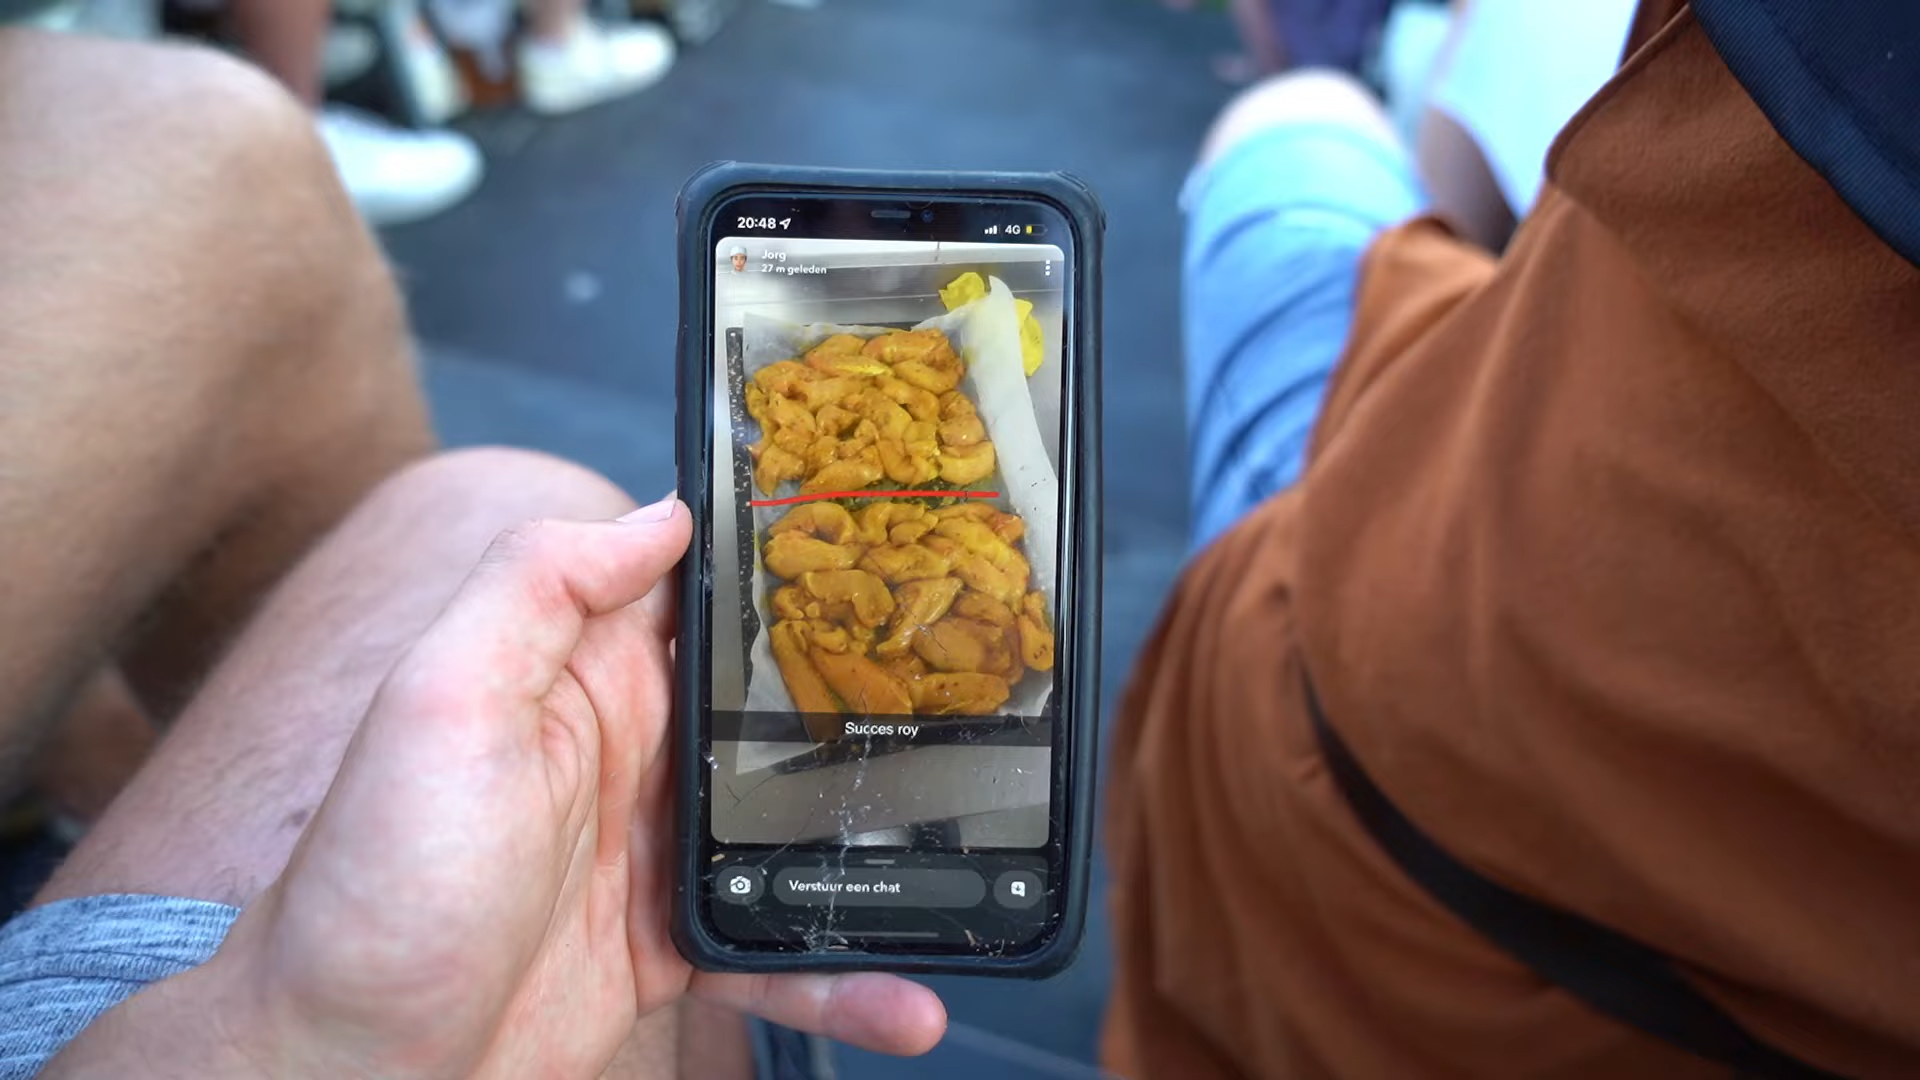 20:48
4G
Jorg
27 m geleden
Succes roy
Verstuur een chat